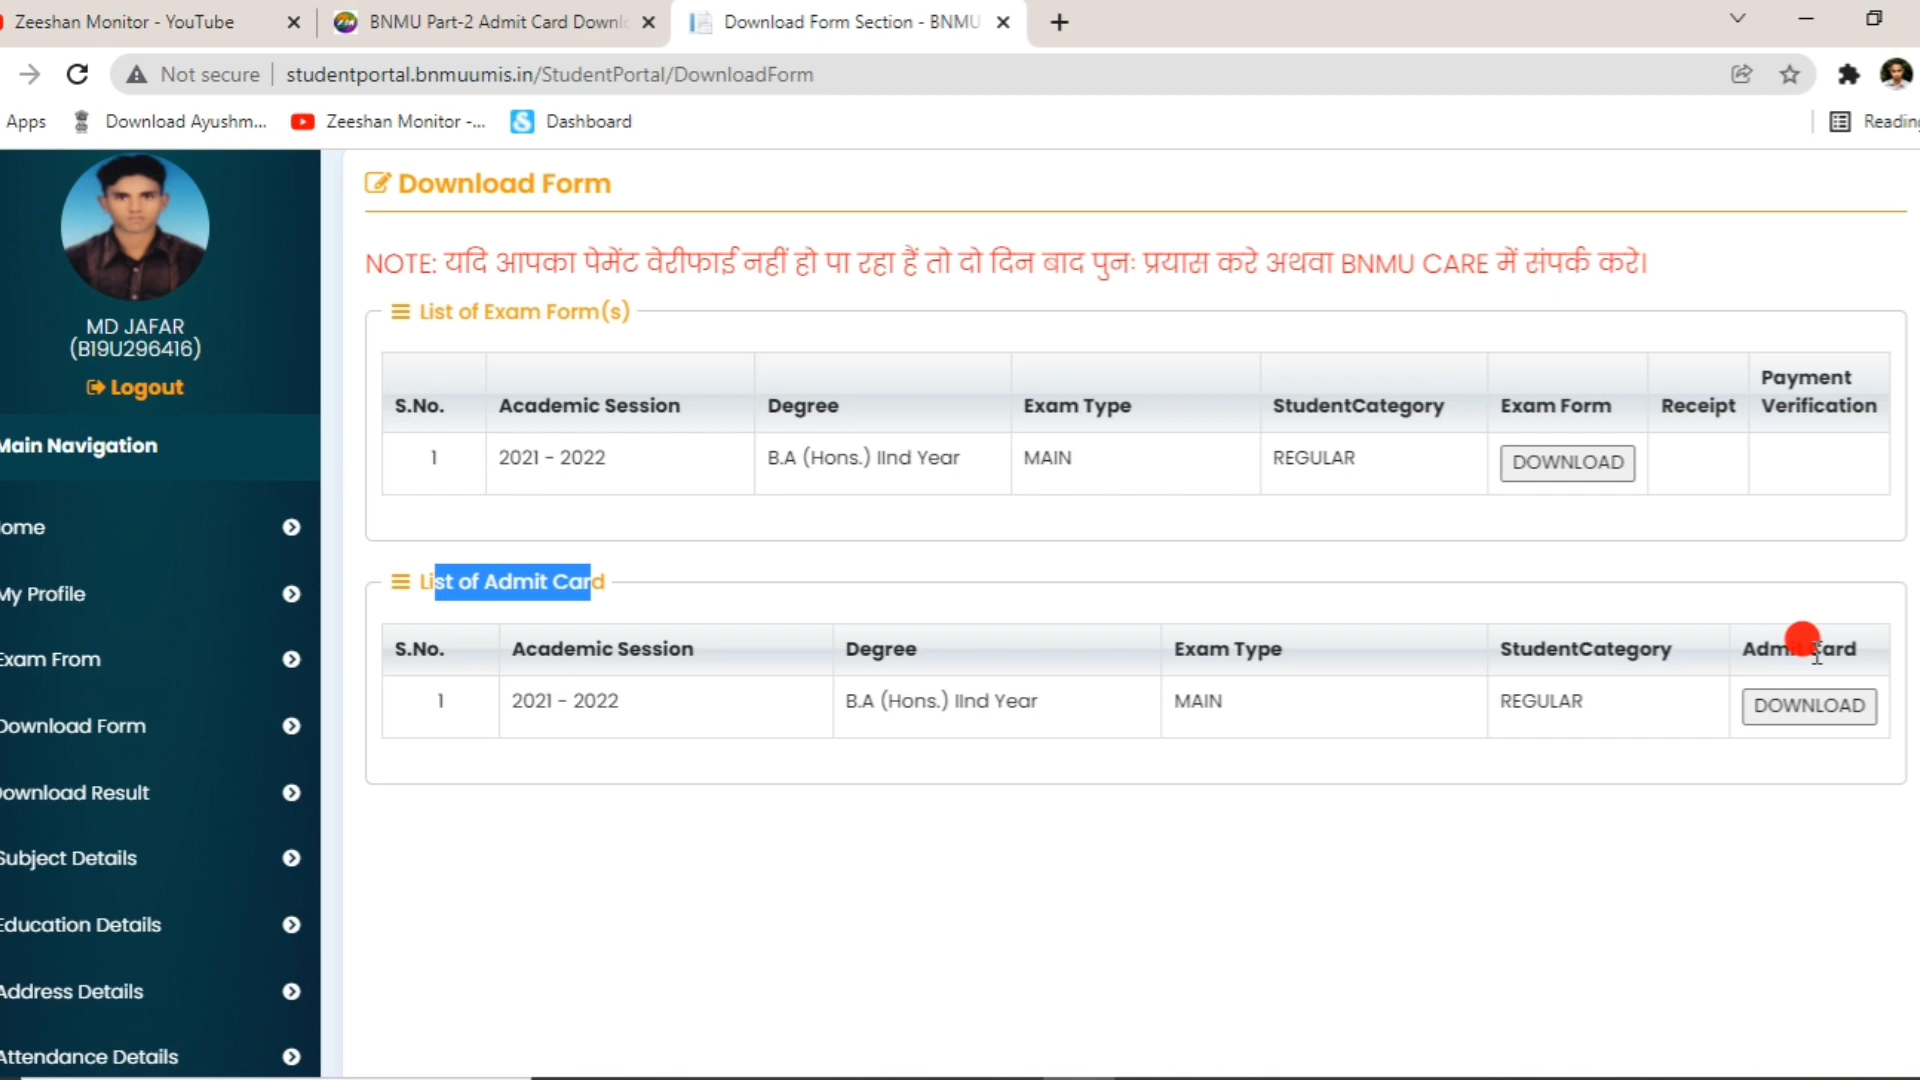 Zeeshan Monitor - YouTube
BNMU Part-2 Admit Card Downl
Download Form Section - BNMU
Not secure
studentportal.bnmuumis.in/StudentPortal/DownloadForm
Apps
Download Ayushm...
Zeeshan Monitor -...
Dashboard
Reading
MD JAFAR
(B19U296416)
Logout
Main Navigation
ome
My Profile
Exam From
Download Form
ownload Result
Subject Details
Education Details
Address Details
Attendance Details
Download Form
NOTE: यदि आपका पेमेंट वेरीफाई नहीं हो पा रहा हैं तो दो दिन बाद पुनः प्रयास करे अथवा BNMU CARE में संपर्क करे।
List of Exam Form(s)
S.No. Academic Session Degree Exam Type StudentCategory Exam Form Receipt Payment Verification
1 2021 - 2022 B.A (Hons.) IInd Year MAIN REGULAR DOWNLOAD
List of Admit Card
S.No. Academic Session Degree Exam Type StudentCategory Admit Card
1 2021 - 2022 B.A (Hons.) IInd Year MAIN REGULAR DOWNLOAD